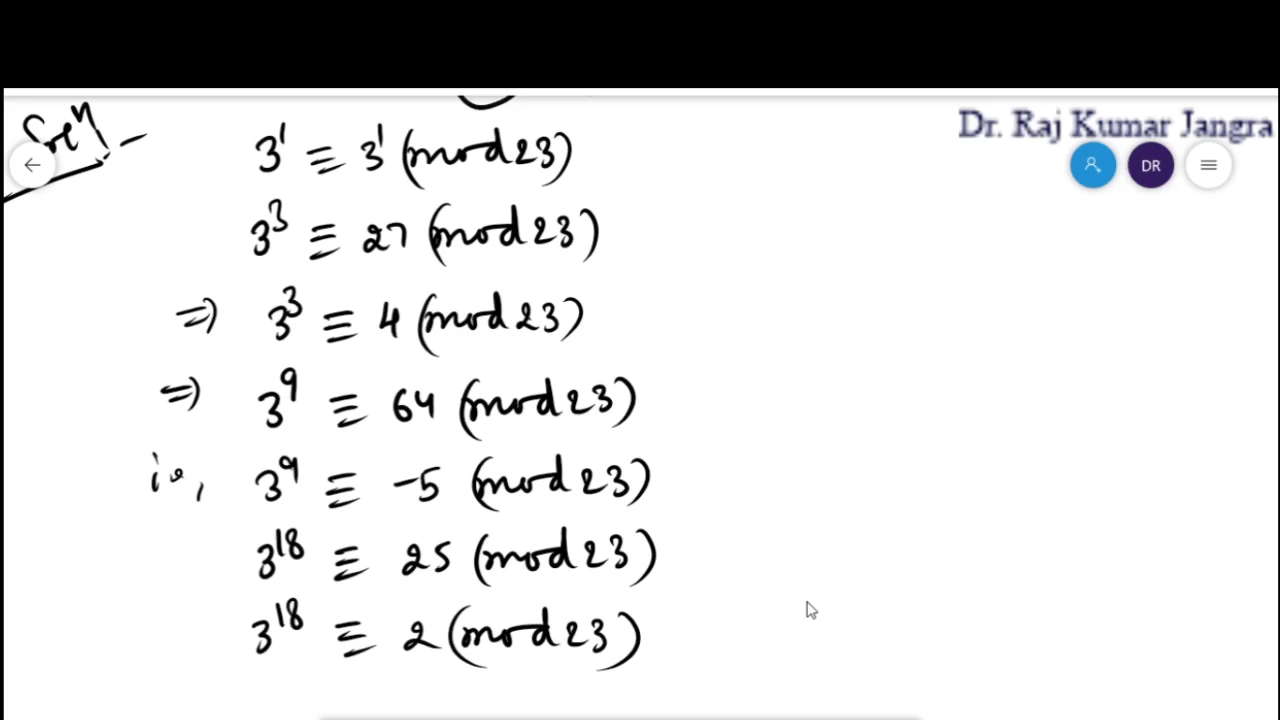 Dr. Raj Kumar Jangra
DR
Solⁿ –
3¹ ≡ 3¹ (mod 23)
3³ ≡ 27 (mod 23)
⇒ 3³ ≡ 4 (mod 23)
⇒ 3⁹ ≡ 64 (mod 23)
i.e., 3⁹ ≡ -5 (mod 23)
3¹⁸ ≡ 25 (mod 23)
3¹⁸ ≡ 2 (mod 23)